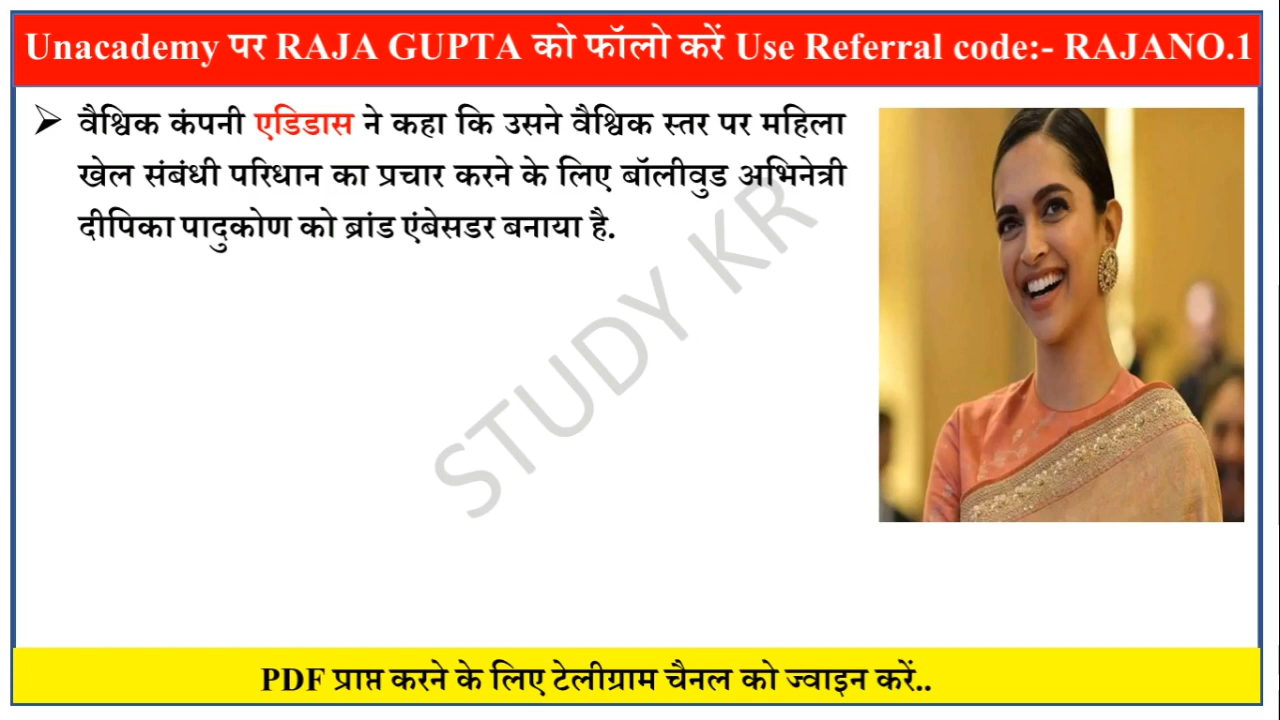 Unacademy पर RAJA GUPTA को फॉलो करें Use Referral code:- RAJANO.1
वैश्विक कंपनी एडिडास ने कहा कि उसने वैश्विक स्तर पर महिला
खेल संबंधी परिधान का प्रचार करने के लिए बॉलीवुड अभिनेत्री
दीपिका पादुकोण को ब्रांड एंबेसडर बनाया है.
STUDY KR
PDF प्राप्त करने के लिए टेलीग्राम चैनल को ज्वाइन करें..